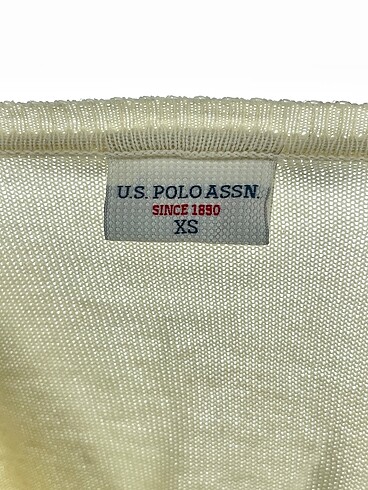 U.S. POLO ASSN.
SINCE 1890
XS